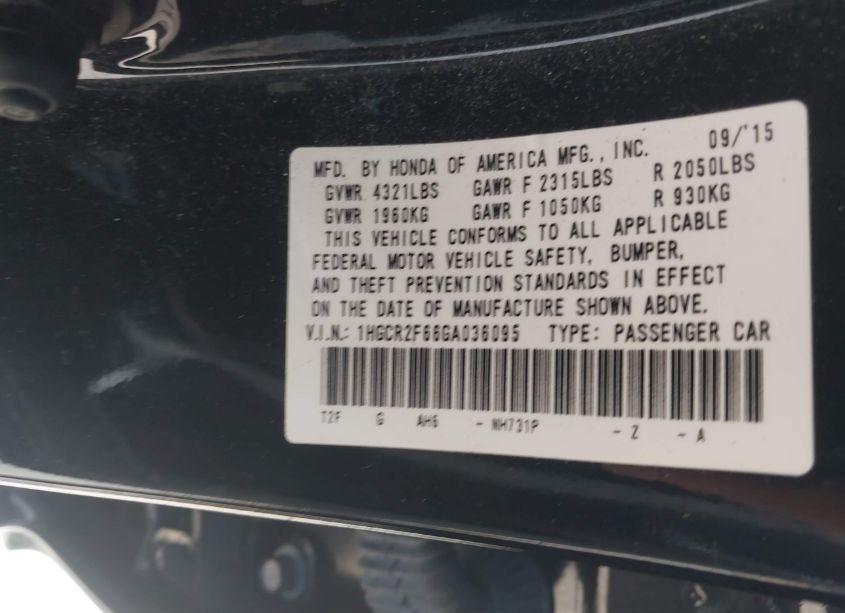 MFD. BY HONDA OF AMERICA MFG., INC. 09/'15
GVWR 4321LBS GAWR F 2315LBS R 2050LBS
GVWR 1960KG GAWR F 1050KG R 930KG
THIS VEHICLE CONFORMS TO ALL APPLICABLE
FEDERAL MOTOR VEHICLE SAFETY, BUMPER,
AND THEFT PREVENTION STANDARDS IN EFFECT
ON THE DATE OF MANUFACTURE SHOWN ABOVE.
V.I.N.: 1HGCR2F66GA036095 TYPE: PASSENGER CAR
T2F G AH6 - NH731P - Z - A